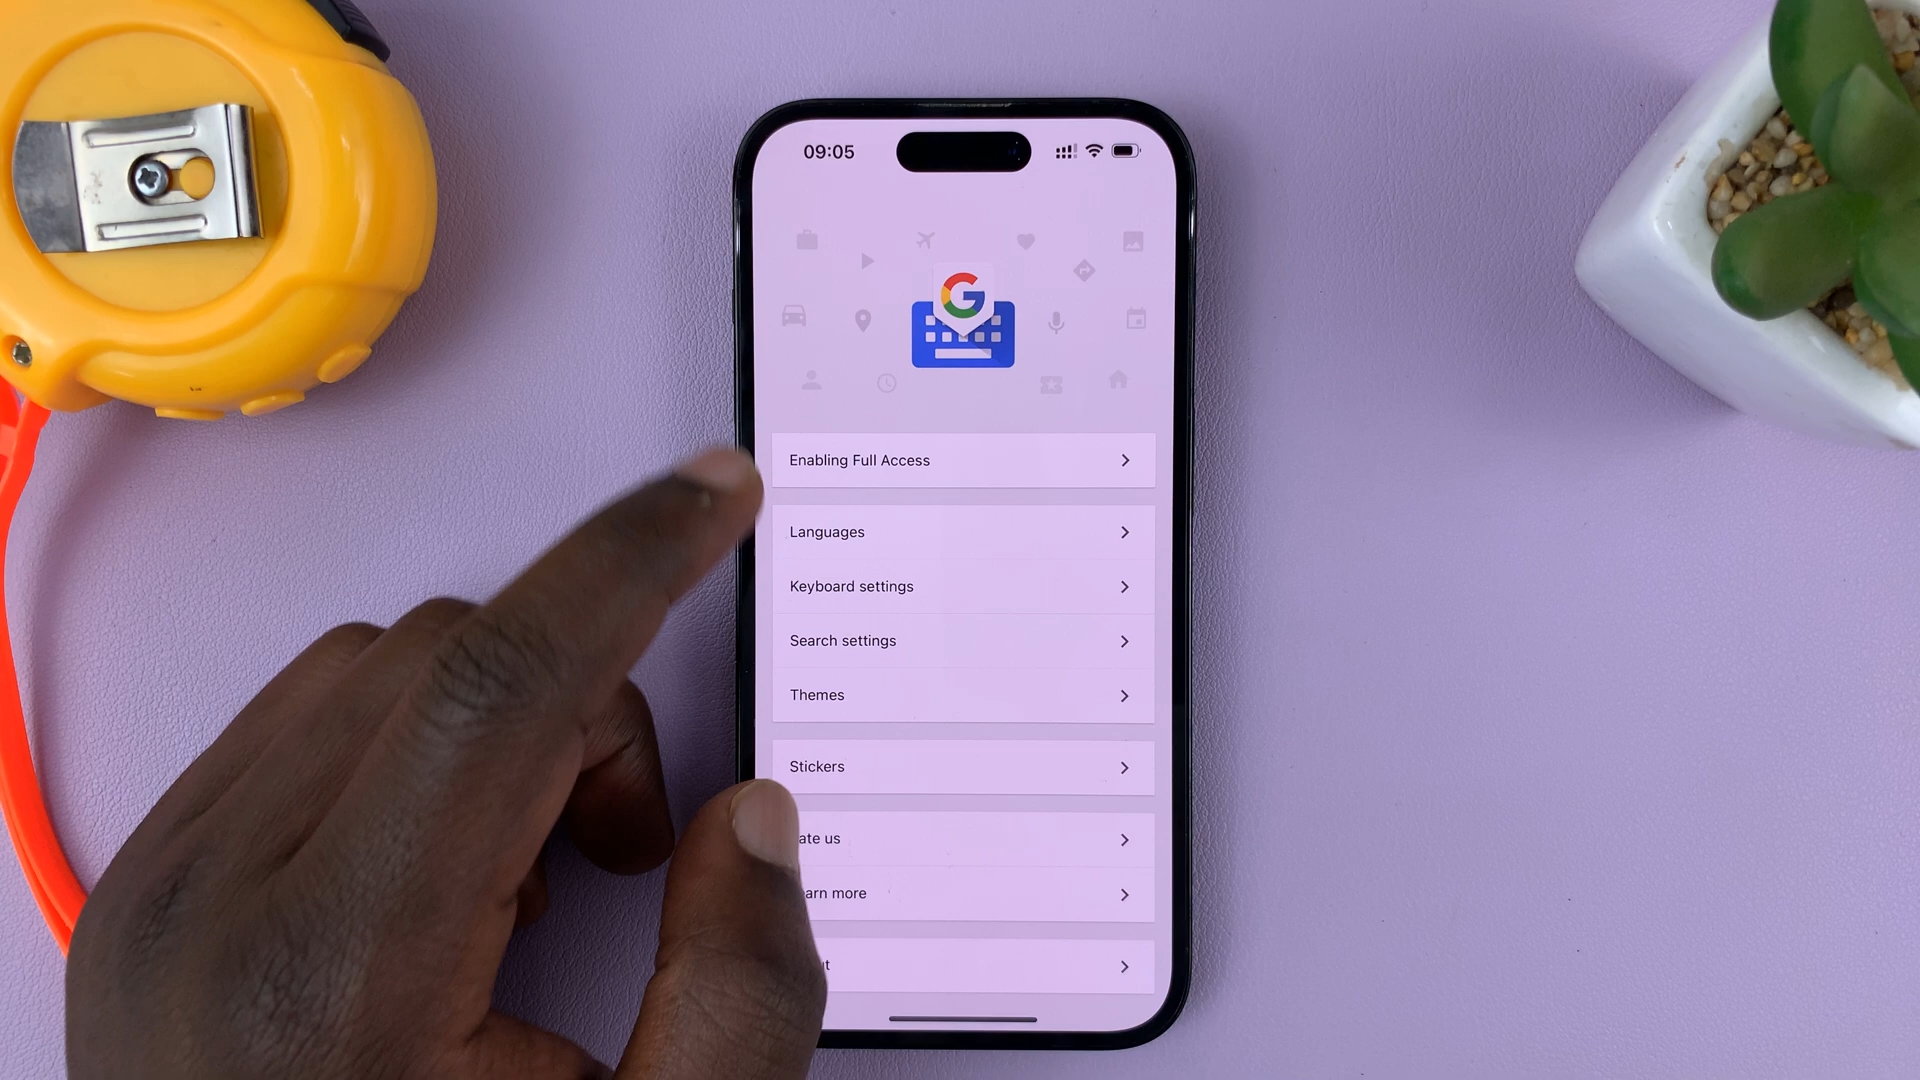 09:05
G
Enabling Full Access
Languages
Keyboard settings
Search settings
Themes
Stickers
ate us
arn more
t